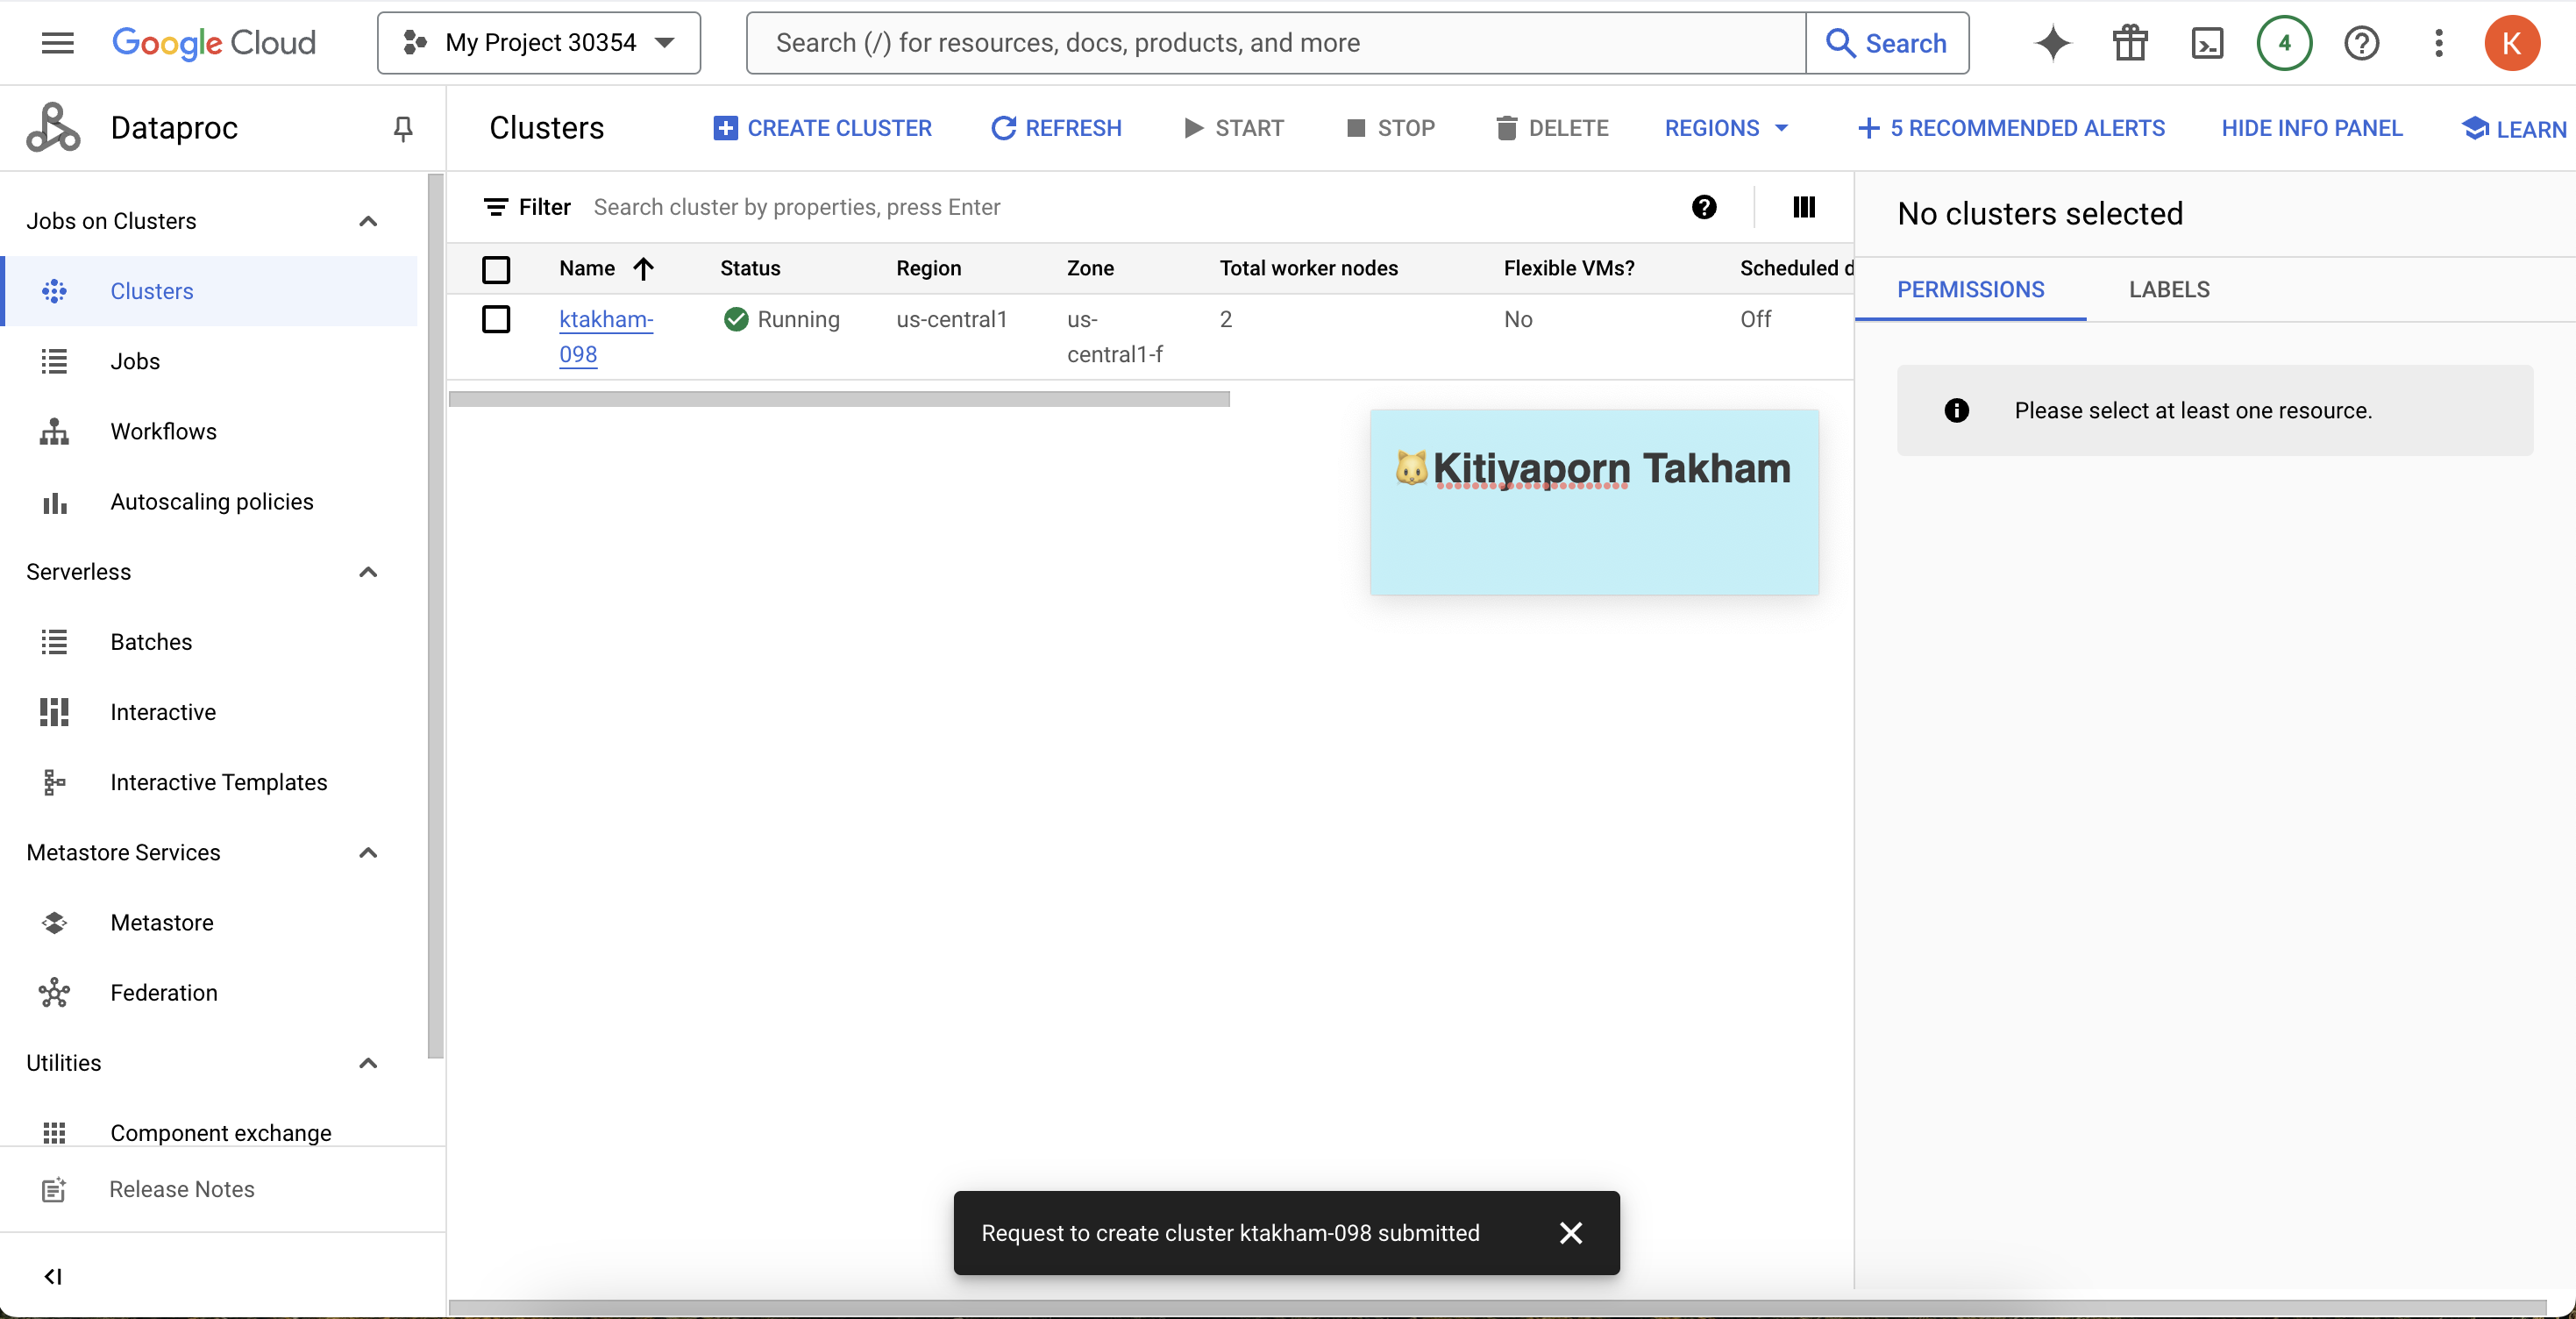 Google Cloud
My Project 30354
Search (/) for resources, docs, products, and more
Search
4
K
Dataproc
Clusters
CREATE CLUSTER
REFRESH
START
STOP
DELETE
REGIONS
5 RECOMMENDED ALERTS
HIDE INFO PANEL
LEARN
Jobs on Clusters
Clusters
Jobs
Workflows
Autoscaling policies
Serverless
Batches
Interactive
Interactive Templates
Metastore Services
Metastore
Federation
Utilities
Component exchange
Release Notes
Filter Search cluster by properties, press Enter
Name Status Region Zone Total worker nodes Flexible VMs? Scheduled d
ktakham- Running us-central1 us- 2 No Off
098 central1-f
🐱Kitiyaporn Takham
No clusters selected
PERMISSIONS LABELS
Please select at least one resource.
Request to create cluster ktakham-098 submitted